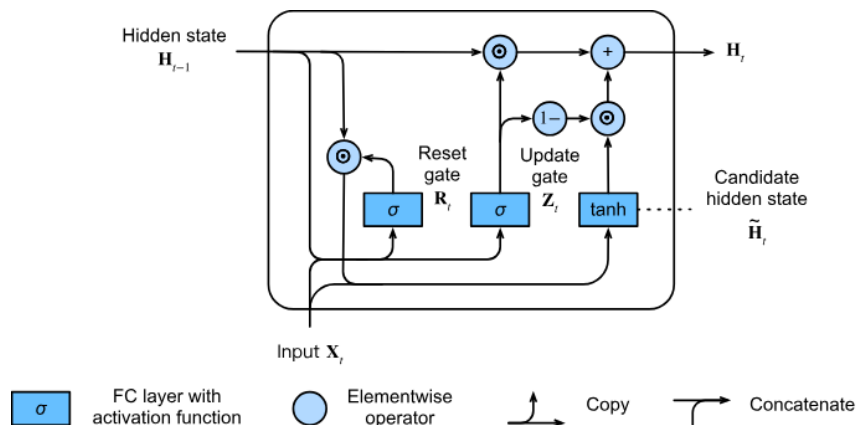 Hidden state
H_{t-1}
⊙
+
H_t
1−
⊙
⊙
Reset
gate
R_t
Update
gate
Z_t
σ
σ
tanh
Candidate
hidden state
H̃_t
Input X_t
σ
FC layer with
activation function
Elementwise
operator
Copy
Concatenate